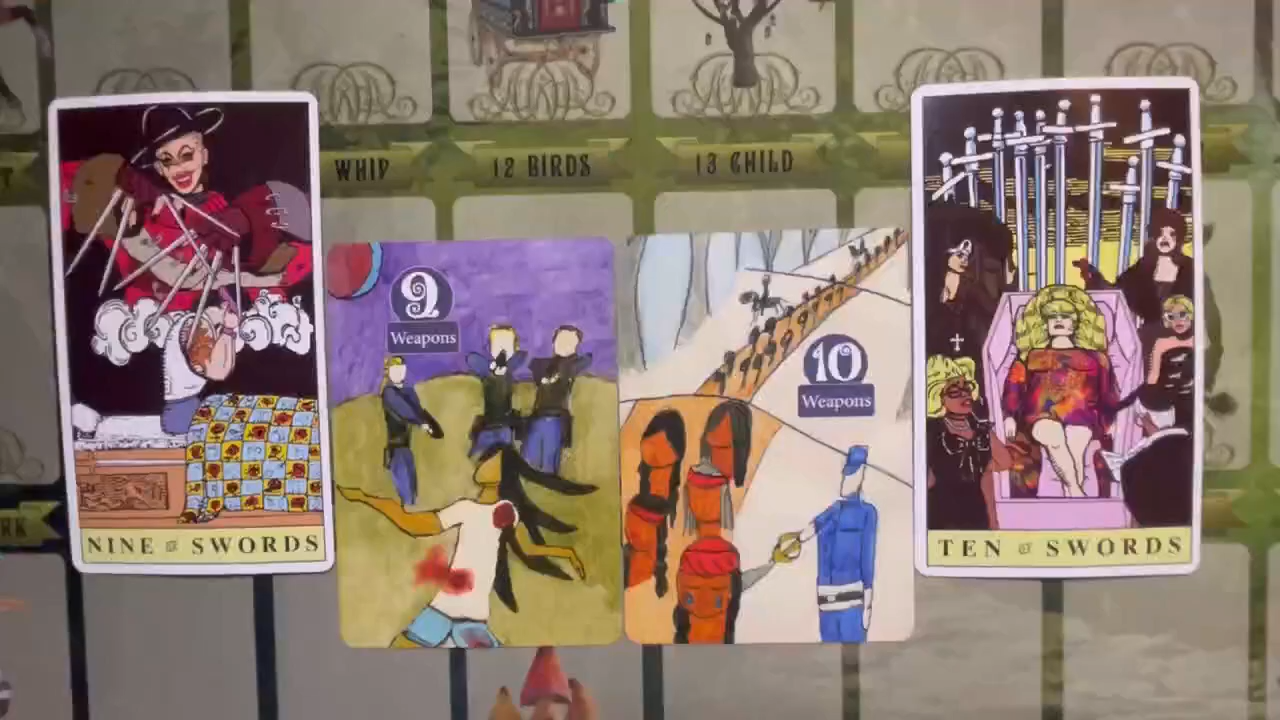 WHIP
12 BIRDS
13 CHILD
9
Weapons
10
Weapons
NINE OF SWORDS
TEN OF SWORDS